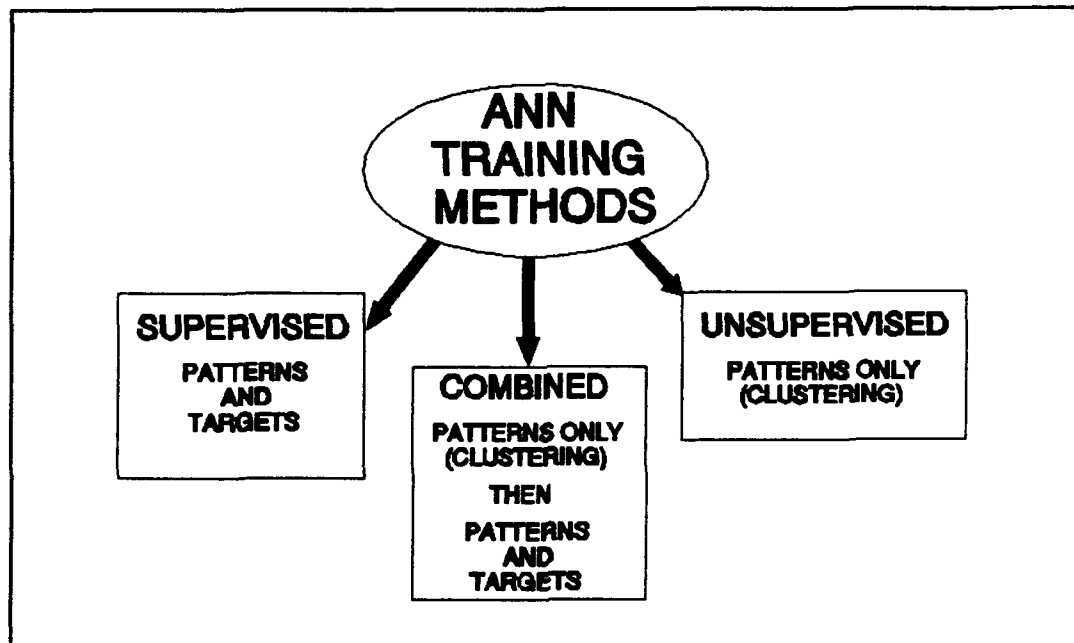 ANN
TRAINING
METHODS
SUPERVISED
PATTERNS
AND
TARGETS
COMBINED
PATTERNS ONLY
(CLUSTERING)
THEN
PATTERNS
AND
TARGETS
UNSUPERVISED
PATTERNS ONLY
(CLUSTERING)